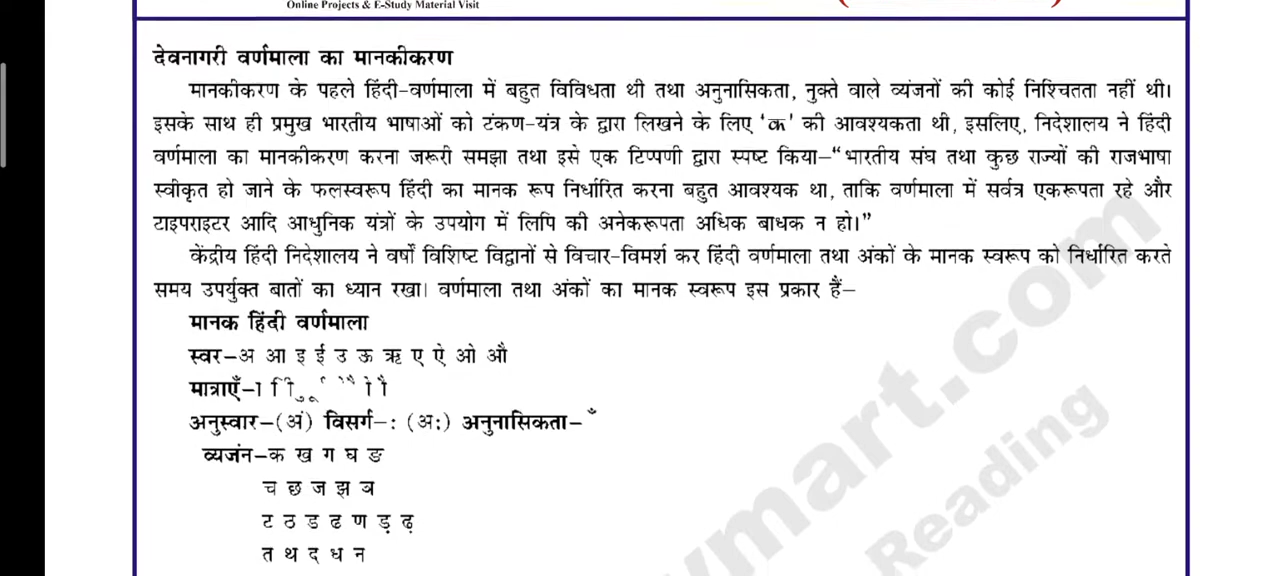 Online Projects & E-Study Material Visit
देवनागरी वर्णमाला का मानकीकरण
मानकीकरण के पहले हिंदी-वर्णमाला में बहुत विविधता थी तथा अनुनासिकता, नुक्ते वाले व्यंजनों की कोई निश्चितता नहीं थी।
इसके साथ ही प्रमुख भारतीय भाषाओं को टंकण-यंत्र के द्वारा लिखने के लिए ‘क’ की आवश्यकता थी, इसलिए, निदेशालय ने हिंदी
वर्णमाला का मानकीकरण करना जरूरी समझा तथा इसे एक टिप्पणी द्वारा स्पष्ट किया–“भारतीय संघ तथा कुछ राज्यों की राजभाषा
स्वीकृत हो जाने के फलस्वरूप हिंदी का मानक रूप निर्धारित करना बहुत आवश्यक था, ताकि वर्णमाला में सर्वत्र एकरूपता रहे और
टाइपराइटर आदि आधुनिक यंत्रों के उपयोग में लिपि की अनेकरूपता अधिक बाधक न हो।”
केंद्रीय हिंदी निदेशालय ने वर्षों विशिष्ट विद्वानों से विचार-विमर्श कर हिंदी वर्णमाला तथा अंकों के मानक स्वरूप को निर्धारित करते
समय उपर्युक्त बातों का ध्यान रखा। वर्णमाला तथा अंकों का मानक स्वरूप इस प्रकार हैं–
मानक हिंदी वर्णमाला
स्वर–अ आ इ ई उ ऊ ऋ ए ऐ ओ औ
मात्राएँ–ा ि ी ु ू ृ े ै ो ौ
अनुस्वार–(अं) विसर्ग–: (अः) अनुनासिकता– ँ
व्यजंन–क ख ग घ ङ
च छ ज झ ञ
ट ठ ड ढ ण ड़ ढ़
त थ द ध न
mart.com
Reading